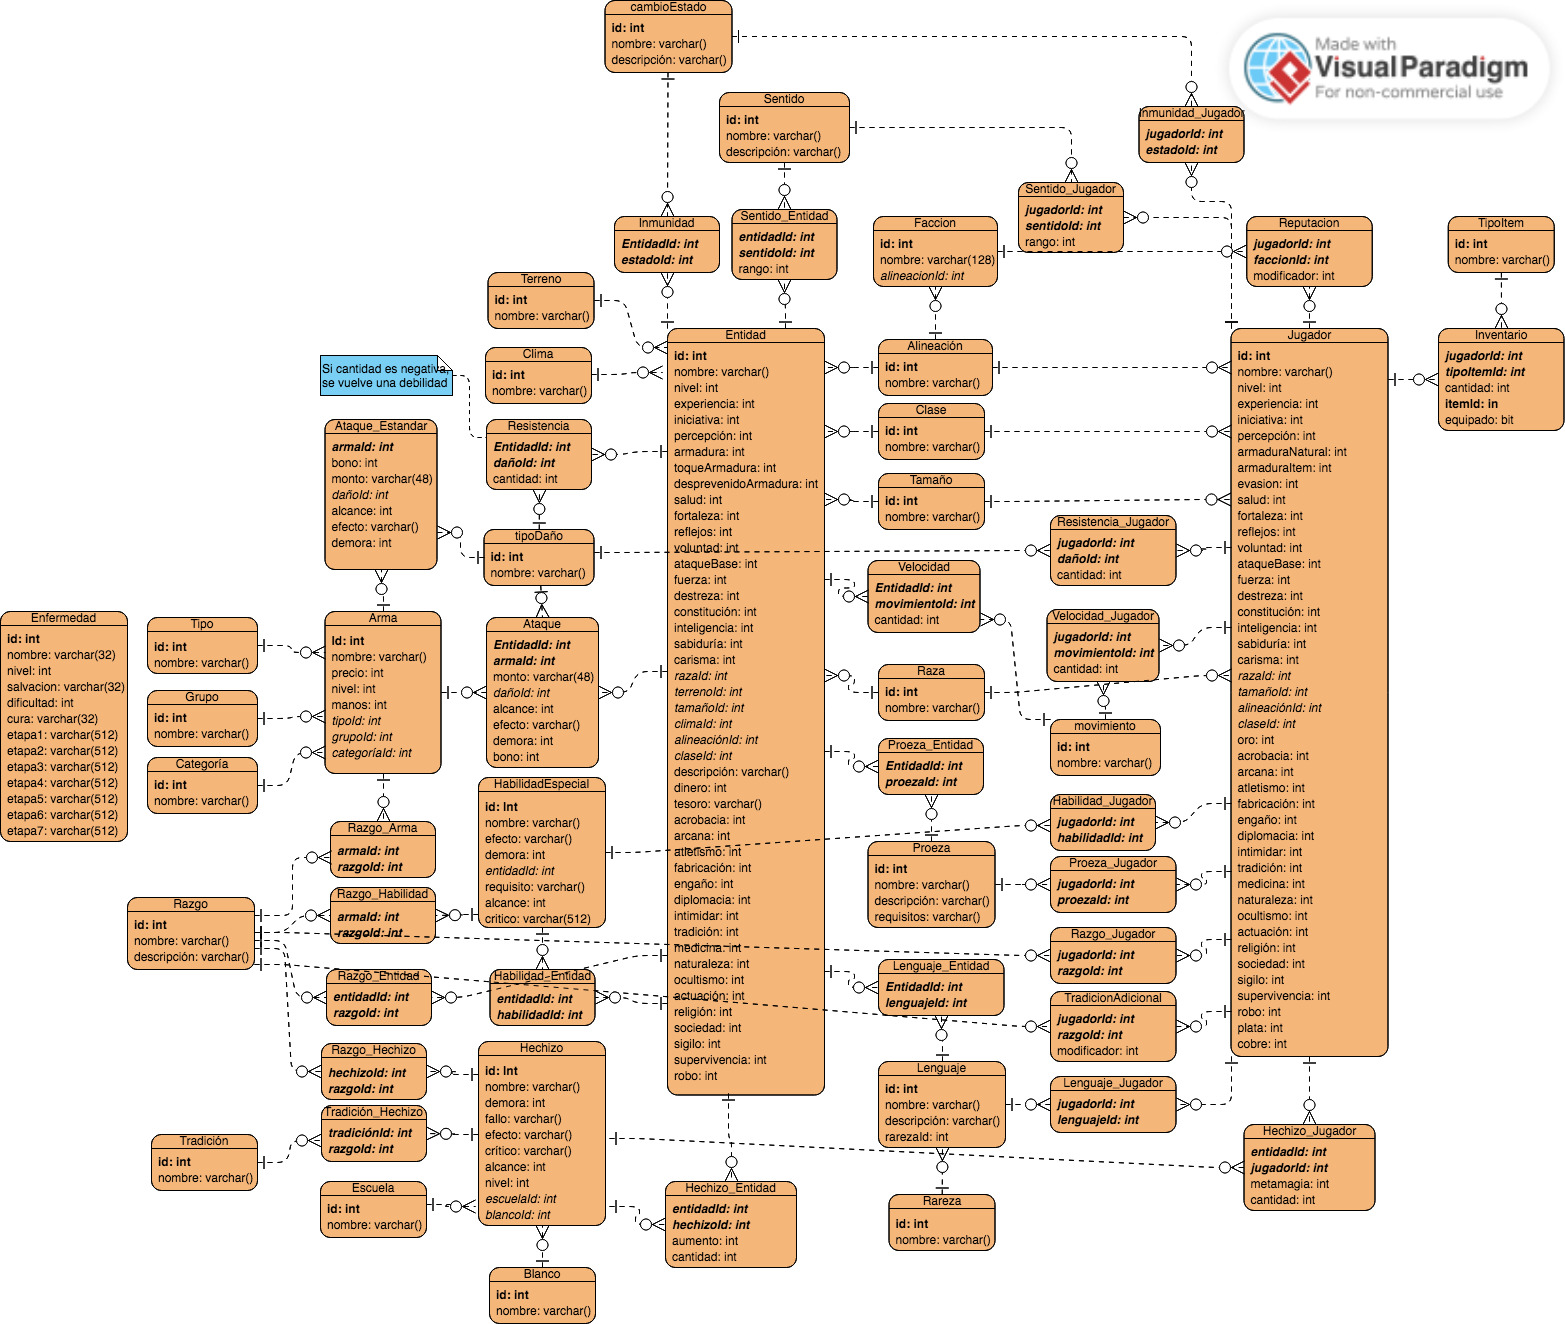 cambioEstado
id: int
nombre: varchar()
descripción: varchar()
Made with
VisualParadigm
For non-commercial use
Sentido
id: int
nombre: varchar()
descripción: varchar()
Inmunidad_Jugador
jugadorId: int
estadoId: int
Sentido_Jugador
jugadorId: int
sentidoId: int
rango: int
Inmunidad
EntidadId: int
estadoId: int
Sentido_Entidad
entidadId: int
sentidoId: int
rango: int
Faccion
id: int
nombre: varchar(128)
alineacionId: int
Reputacion
jugadorId: int
faccionId: int
modificador: int
TipoItem
id: int
nombre: varchar()
Terreno
id: int
nombre: varchar()
Clima
id: int
nombre: varchar()
Si cantidad es negativa,
se vuelve una debilidad
Ataque_Estandar
armaId: int
bono: int
monto: varchar(48)
dañoId: int
alcance: int
efecto: varchar()
demora: int
Resistencia
EntidadId: int
dañoId: int
cantidad: int
tipoDaño
id: int
nombre: varchar()
Entidad
id: int
nombre: varchar()
nivel: int
experiencia: int
iniciativa: int
percepción: int
armadura: int
toqueArmadura: int
desprevenidoArmadura: int
salud: int
fortaleza: int
reflejos: int
voluntad: int
ataqueBase: int
fuerza: int
destreza: int
constitución: int
inteligencia: int
sabiduría: int
carisma: int
razaId: int
terrenoId: int
tamañoId: int
climaId: int
alineaciónId: int
claseId: int
descripción: varchar()
dinero: int
tesoro: varchar()
acrobacia: int
arcana: int
atletismo: int
fabricación: int
engaño: int
diplomacia: int
intimidar: int
tradición: int
medicina: int
naturaleza: int
ocultismo: int
actuación: int
religión: int
sociedad: int
sigilo: int
supervivencia: int
robo: int
Alineación
id: int
nombre: varchar()
Clase
id: int
nombre: varchar()
Tamaño
id: int
nombre: varchar()
Jugador
id: int
nombre: varchar()
nivel: int
experiencia: int
iniciativa: int
percepción: int
armaduraNatural: int
armaduraItem: int
evasion: int
salud: int
fortaleza: int
reflejos: int
voluntad: int
ataqueBase: int
fuerza: int
destreza: int
constitución: int
inteligencia: int
sabiduría: int
carisma: int
razaId: int
tamañoId: int
alineaciónId: int
claseId: int
oro: int
acrobacia: int
arcana: int
atletismo: int
fabricación: int
engaño: int
diplomacia: int
intimidar: int
tradición: int
medicina: int
naturaleza: int
ocultismo: int
actuación: int
religión: int
sociedad: int
sigilo: int
supervivencia: int
robo: int
plata: int
cobre: int
Inventario
jugadorId: int
tipoItemId: int
cantidad: int
itemId: in
equipado: bit
Resistencia_Jugador
jugadorId: int
dañoId: int
cantidad: int
Velocidad
EntidadId: int
movimientoId: int
cantidad: int
Velocidad_Jugador
jugadorId: int
movimientoId: int
cantidad: int
Enfermedad
id: int
nombre: varchar(32)
nivel: int
salvacion: varchar(32)
dificultad: int
cura: varchar(32)
etapa1: varchar(512)
etapa2: varchar(512)
etapa3: varchar(512)
etapa4: varchar(512)
etapa5: varchar(512)
etapa6: varchar(512)
etapa7: varchar(512)
Tipo
id: int
nombre: varchar()
Grupo
id: int
nombre: varchar()
Categoría
id: int
nombre: varchar()
Arma
Id: int
nombre: varchar()
precio: int
nivel: int
manos: int
tipoId: int
grupoId: int
categoríaId: int
Ataque
EntidadId: int
armaId: int
monto: varchar(48)
dañoId: int
alcance: int
efecto: varchar()
demora: int
bono: int
Raza
id: int
nombre: varchar()
movimiento
id: int
nombre: varchar()
Proeza_Entidad
EntidadId: int
proezaId: int
HabilidadEspecial
id: Int
nombre: varchar()
efecto: varchar()
demora: int
entidadId: int
requisito: varchar()
alcance: int
critico: varchar(512)
Habilidad_Jugador
jugadorId: int
habilidadId: int
Razgo_Arma
armaId: int
razgoId: int
Proeza
id: int
nombre: varchar()
descripción: varchar()
requisitos: varchar()
Proeza_Jugador
jugadorId: int
proezaId: int
Razgo_Habilidad
armaId: int
razgoId: int
Razgo
id: int
nombre: varchar()
descripción: varchar()
Razgo_Jugador
jugadorId: int
razgoId: int
Razgo_Entidad
entidadId: int
razgoId: int
Habilidad_Entidad
entidadId: int
habilidadId: int
Lenguaje_Entidad
EntidadId: int
lenguajeId: int
TradicionAdicional
jugadorId: int
razgoId: int
modificador: int
Razgo_Hechizo
hechizoId: int
razgoId: int
Hechizo
id: Int
nombre: varchar()
demora: int
fallo: varchar()
efecto: varchar()
crítico: varchar()
alcance: int
nivel: int
escuelaId: int
blancoId: int
Lenguaje
id: int
nombre: varchar()
descripción: varchar()
rarezaId: int
Lenguaje_Jugador
jugadorId: int
lenguajeId: int
Tradición_Hechizo
tradiciónId: int
razgoId: int
Tradición
id: int
nombre: varchar()
Hechizo_Jugador
entidadId: int
jugadorId: int
metamagia: int
cantidad: int
Escuela
id: int
nombre: varchar()
Hechizo_Entidad
entidadId: int
hechizoId: int
aumento: int
cantidad: int
Rareza
id: int
nombre: varchar()
Blanco
id: int
nombre: varchar()